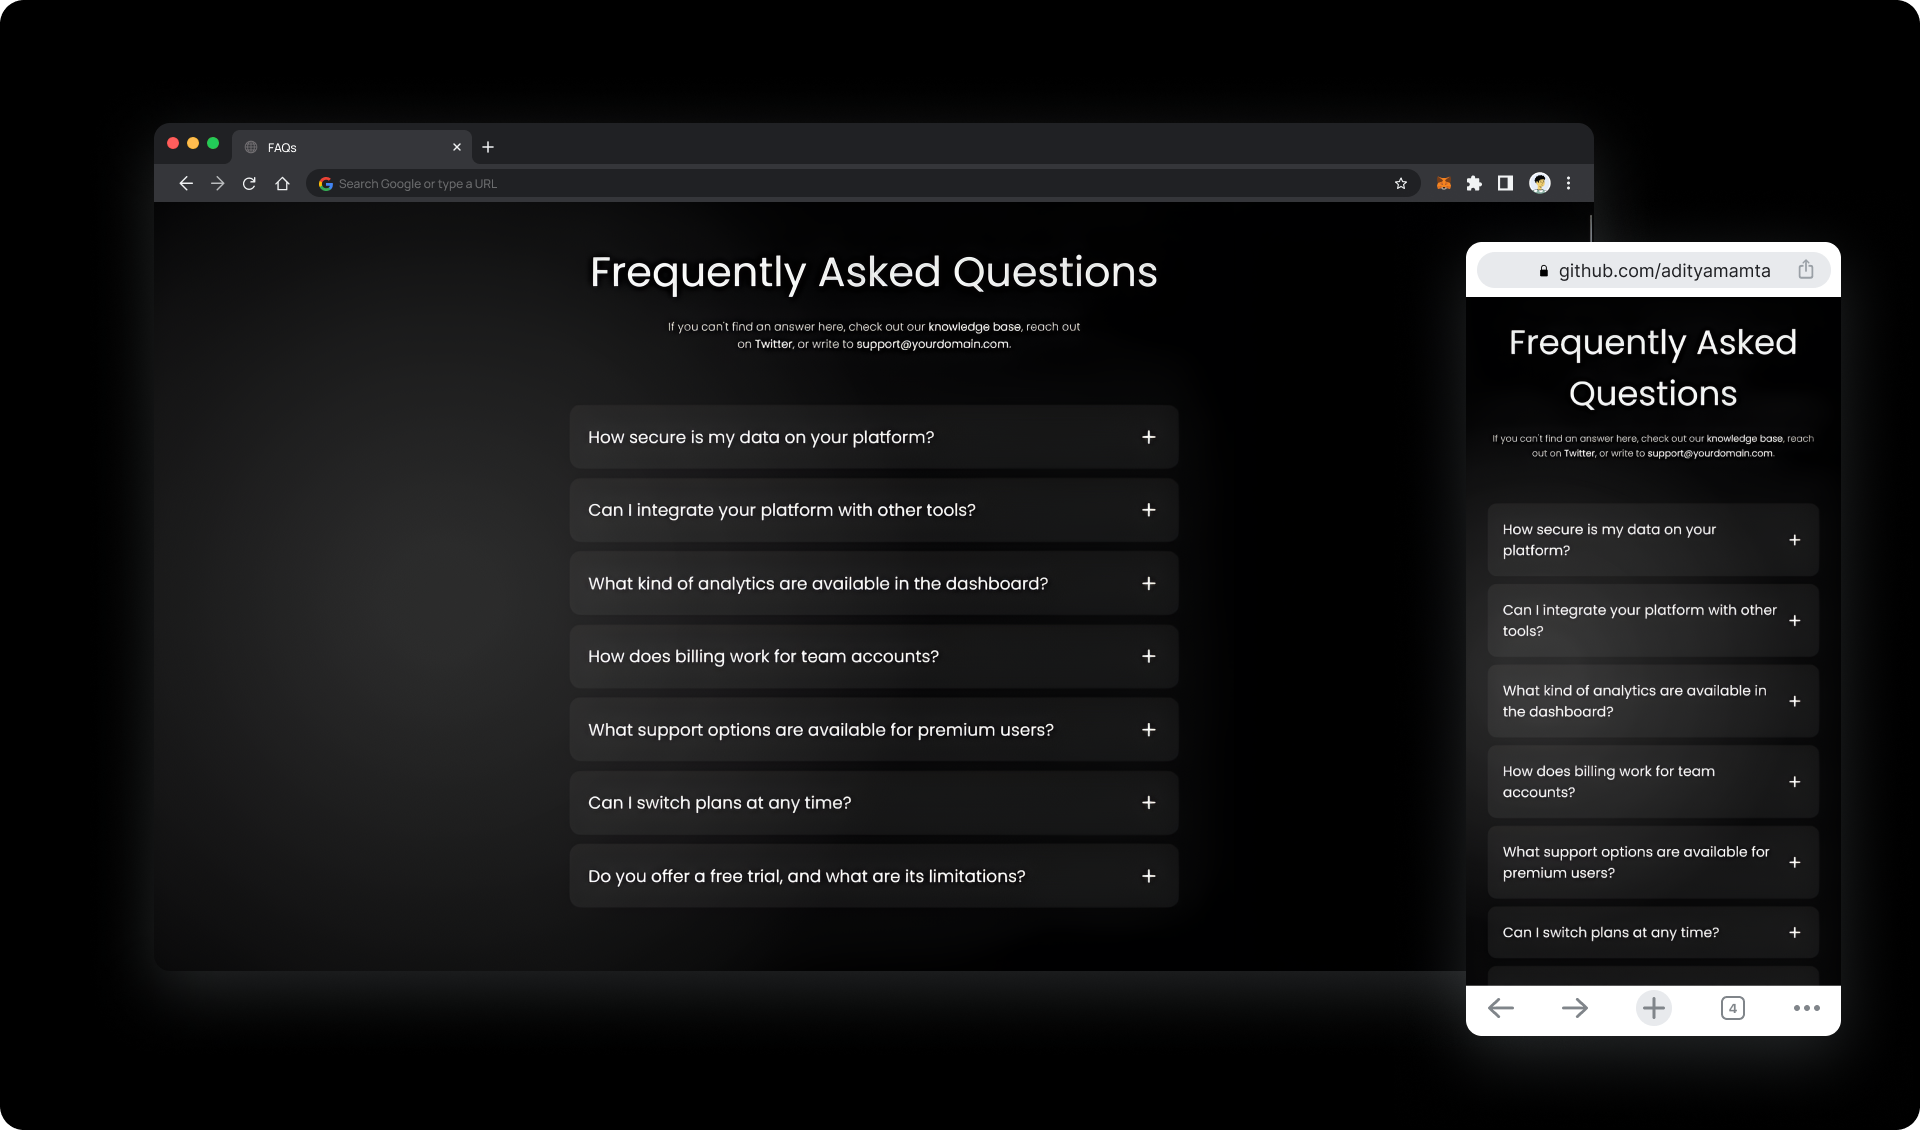 FAQs
Search Google or type a URL
Frequently Asked Questions
If you can't find an answer here, check out our knowledge base, reach out
on Twitter, or write to support@yourdomain.com.
How secure is my data on your platform?
Can I integrate your platform with other tools?
What kind of analytics are available in the dashboard?
How does billing work for team accounts?
What support options are available for premium users?
Can I switch plans at any time?
Do you offer a free trial, and what are its limitations?
github.com/adityamamta
Frequently Asked
Questions
If you can't find an answer here, check out our knowledge base, reach
out on Twitter, or write to support@yourdomain.com.
How secure is my data on your
platform?
Can I integrate your platform with other
tools?
What kind of analytics are available in
the dashboard?
How does billing work for team
accounts?
What support options are available for
premium users?
Can I switch plans at any time?
4